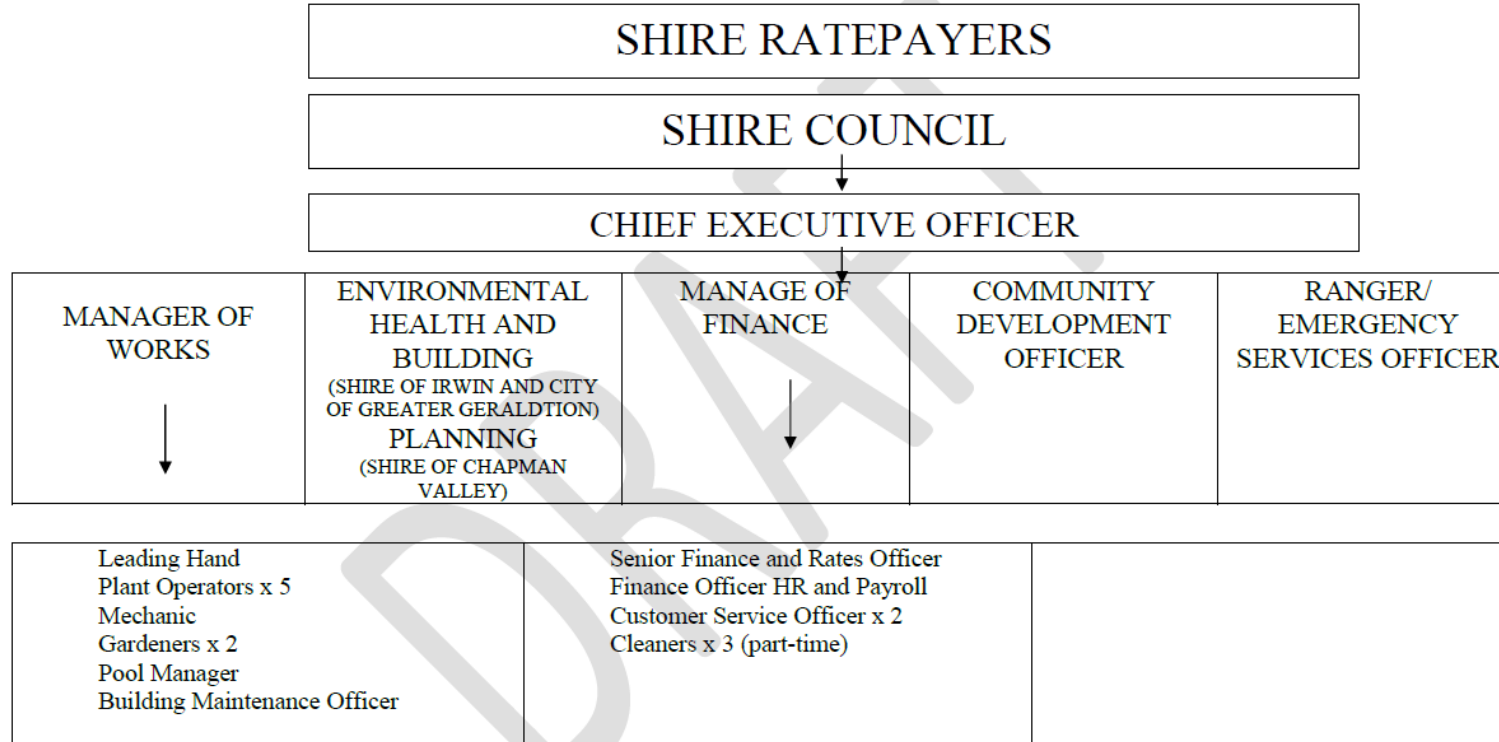 SHIRE RATEPAYERS
SHIRE COUNCIL
CHIEF EXECUTIVE OFFICER
MANAGER OF
WORKS
ENVIRONMENTAL
HEALTH AND
BUILDING
(SHIRE OF IRWIN AND CITY
OF GREATER GERALDTION)
PLANNING
(SHIRE OF CHAPMAN
VALLEY)
MANAGE OF
FINANCE
COMMUNITY
DEVELOPMENT
OFFICER
RANGER/
EMERGENCY
SERVICES OFFICER
Leading Hand
Plant Operators x 5
Mechanic
Gardeners x 2
Pool Manager
Building Maintenance Officer
Senior Finance and Rates Officer
Finance Officer HR and Payroll
Customer Service Officer x 2
Cleaners x 3 (part-time)
DRAFT